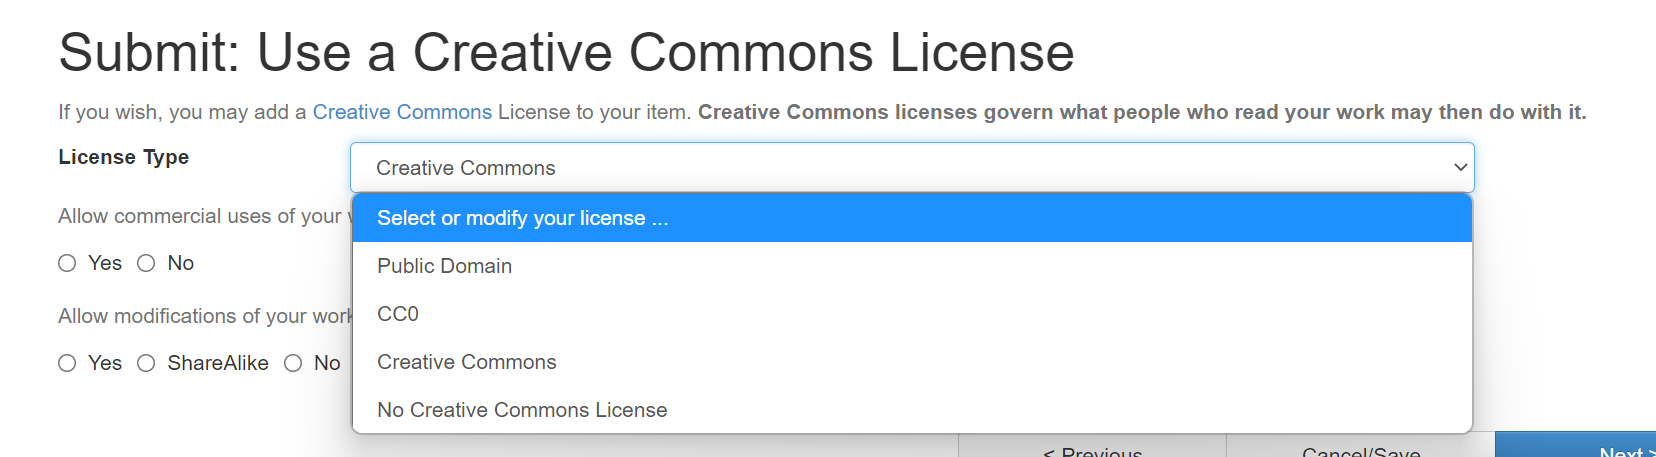 Submit: Use a Creative Commons License
If you wish, you may add a Creative Commons License to your item. Creative Commons licenses govern what people who read your work may then do with it.
License Type
Creative Commons
Allow commercial uses of your
Select or modify your license ...
Yes No
Public Domain
CC0
Allow modifications of your work
Yes ShareAlike No
Creative Commons
No Creative Commons License
< Previous
Cancel/Save
Next >